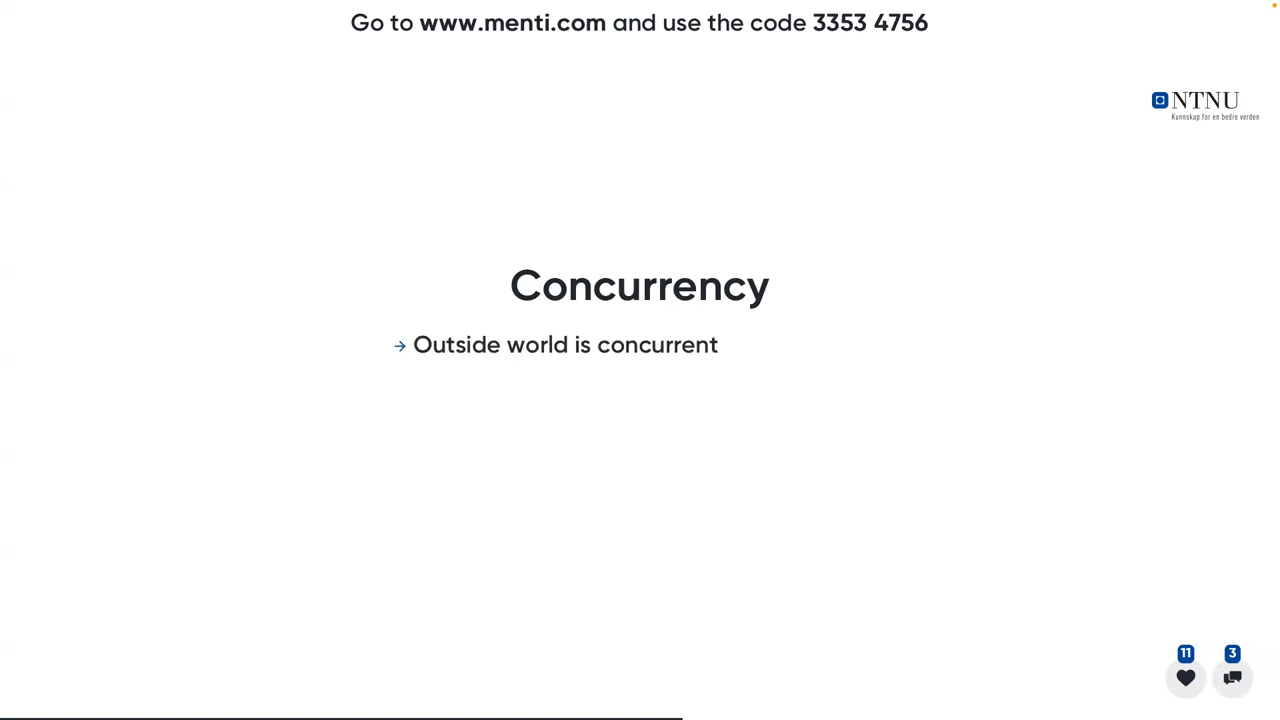 Go to www.menti.com and use the code 3353 4756
NTNU
Kunnskap for en bedre verden
Concurrency
→ Outside world is concurrent
11 3